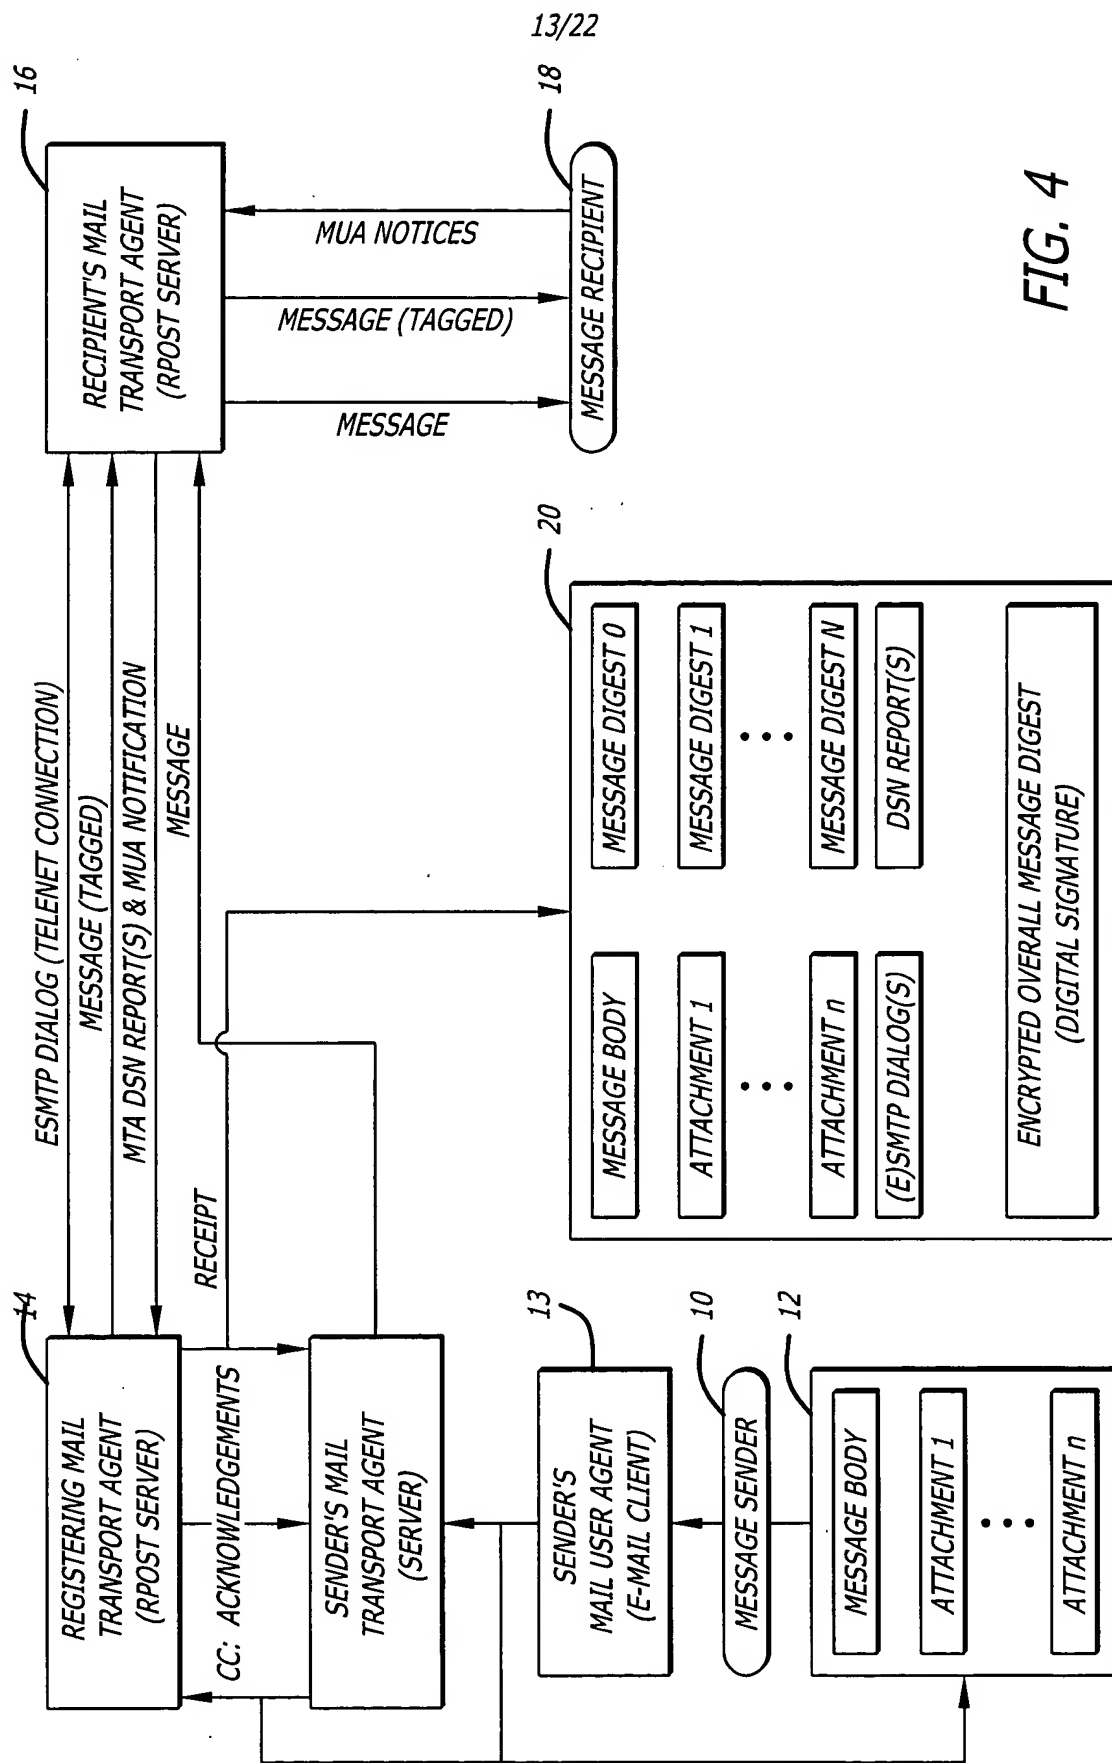 13/22
14
REGISTERING MAIL
TRANSPORT AGENT
(RPOST SERVER)
ESMTP DIALOG (TELENET CONNECTION)
MESSAGE (TAGGED)
MTA DSN REPORT(S) & MUA NOTIFICATION
MESSAGE
16
RECIPIENT'S MAIL
TRANSPORT AGENT
(RPOST SERVER)
CC: ACKNOWLEDGEMENTS
RECEIPT
SENDER'S MAIL
TRANSPORT AGENT
(SERVER)
MESSAGE
MESSAGE (TAGGED)
MUA NOTICES
13
SENDER'S
MAIL USER AGENT
(E-MAIL CLIENT)
10
MESSAGE SENDER
12
MESSAGE BODY
ATTACHMENT 1
ATTACHMENT n
18
MESSAGE RECIPIENT
20
MESSAGE BODY
MESSAGE DIGEST 0
ATTACHMENT 1
MESSAGE DIGEST 1
ATTACHMENT n
MESSAGE DIGEST N
(E)SMTP DIALOG(S)
DSN REPORT(S)
ENCRYPTED OVERALL MESSAGE DIGEST
(DIGITAL SIGNATURE)
FIG. 4